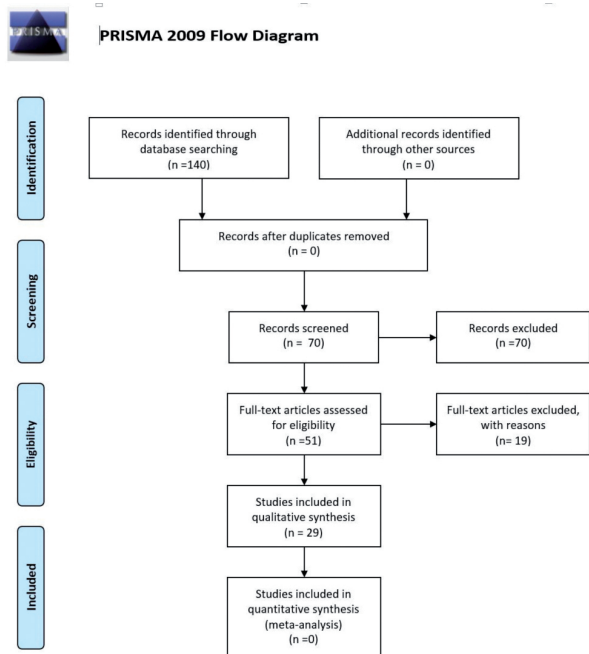 PRISMA
PRISMA 2009 Flow Diagram
Identification
Records identified through
database searching
(n =140)
Additional records identified
through other sources
(n = 0)
Records after duplicates removed
(n = 0)
Screening
Records screened
(n = 70)
Records excluded
(n =70)
Eligibility
Full-text articles assessed
for eligibility
(n =51)
Full-text articles excluded,
with reasons
(n= 19)
Studies included in
qualitative synthesis
(n = 29)
Included
Studies included in
quantitative synthesis
(meta-analysis)
(n =0)